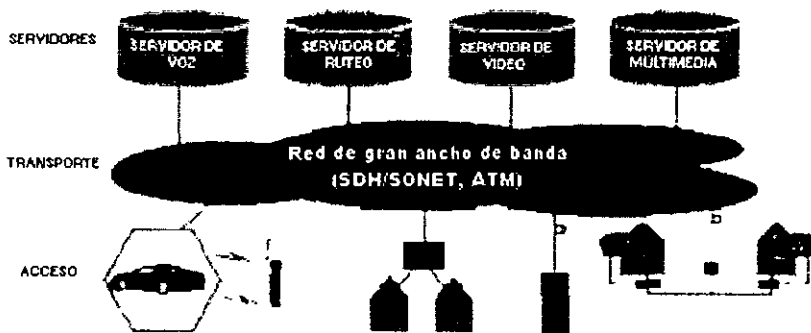 SERVIDORES
SERVIDOR DE
VOZ
SERVIDOR DE
RUTEO
SERVIDOR DE
VIDEO
SERVIDOR DE
MULTIMEDIA
TRANSPORTE
Red de gran ancho de banda
(SDH/SONET, ATM)
a
b
ACCESO